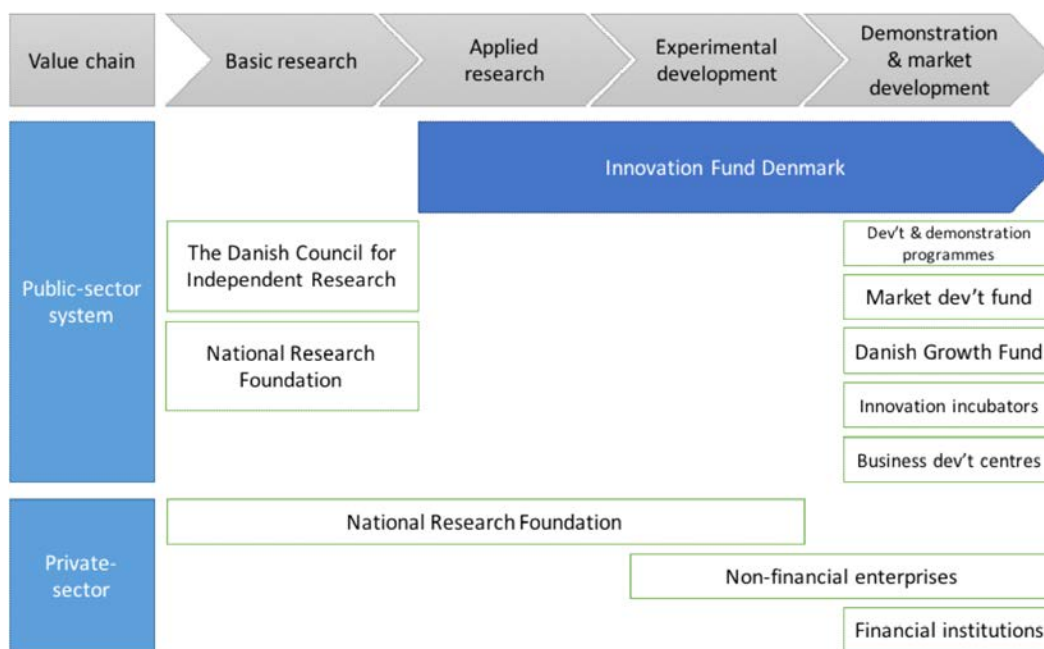 Value chain
Basic research
Applied
research
Experimental
development
Demonstration
& market
development
Public-sector
system
Innovation Fund Denmark
The Danish Council for
Independent Research
National Research
Foundation
Dev't & demonstration
programmes
Market dev't fund
Danish Growth Fund
Innovation incubators
Business dev't centres
Private-
sector
National Research Foundation
Non-financial enterprises
Financial institutions